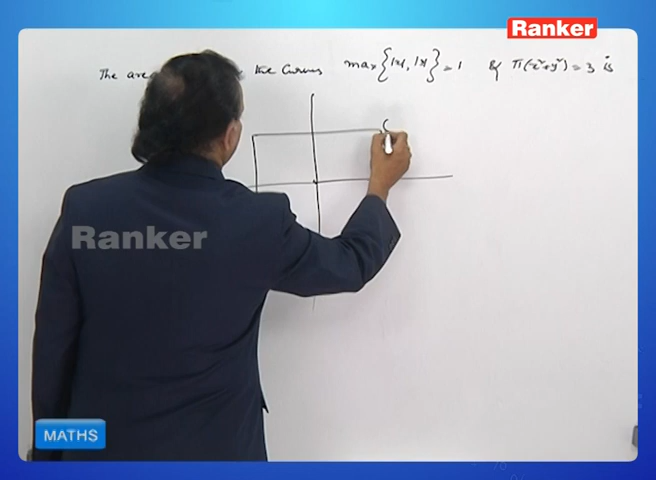 Ranker
The are the Curves max{|x|, |y|} = 1 & π(x²+y²) = 3 is
Ranker
MATHS